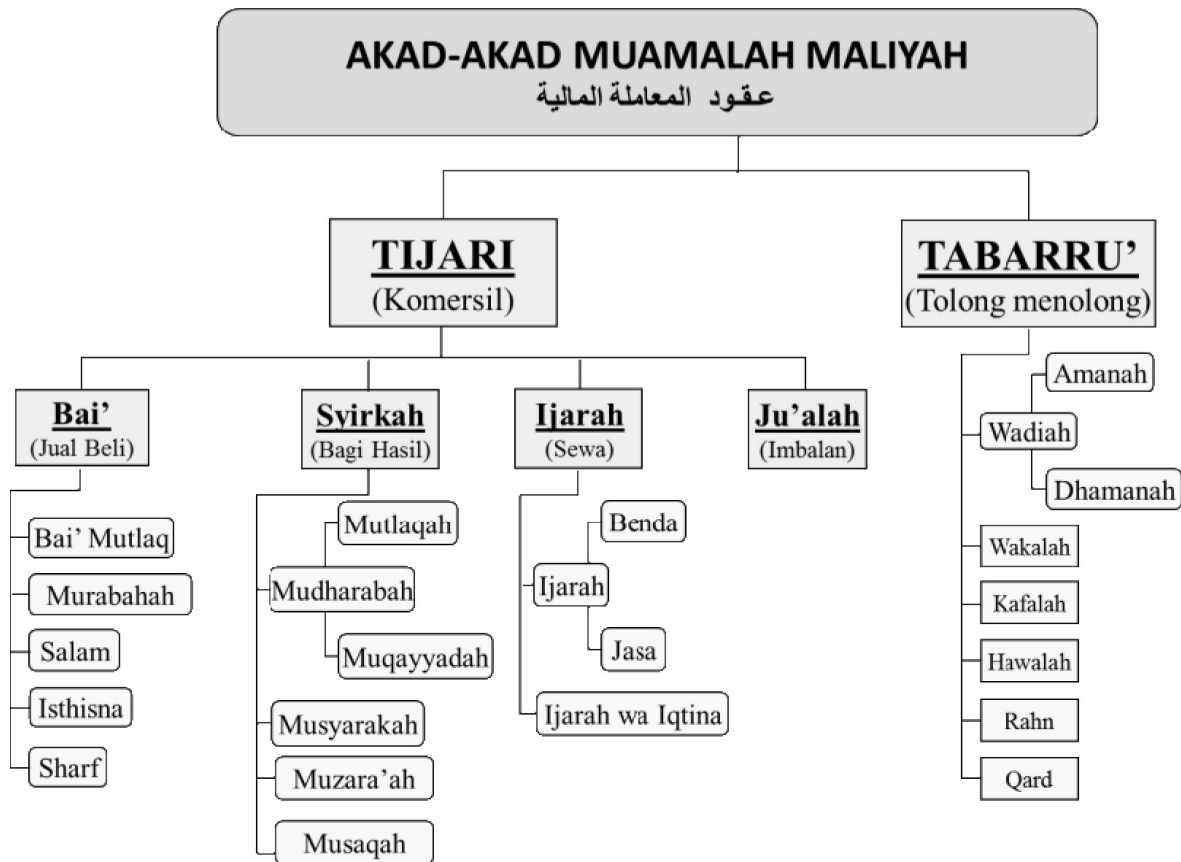 AKAD-AKAD MUAMALAH MALIYAH
عقود المعاملة المالية
TIJARI
(Komersil)
TABARRU’
(Tolong menolong)
Bai’
(Jual Beli)
Syirkah
(Bagi Hasil)
Ijarah
(Sewa)
Ju’alah
(Imbalan)
Bai’ Mutlaq
Murabahah
Salam
Isthisna
Sharf
Mutlaqah
Mudharabah
Muqayyadah
Musyarakah
Muzara’ah
Musaqah
Benda
Ijarah
Jasa
Ijarah wa Iqtina
Amanah
Wadiah
Dhamanah
Wakalah
Kafalah
Hawalah
Rahn
Qard